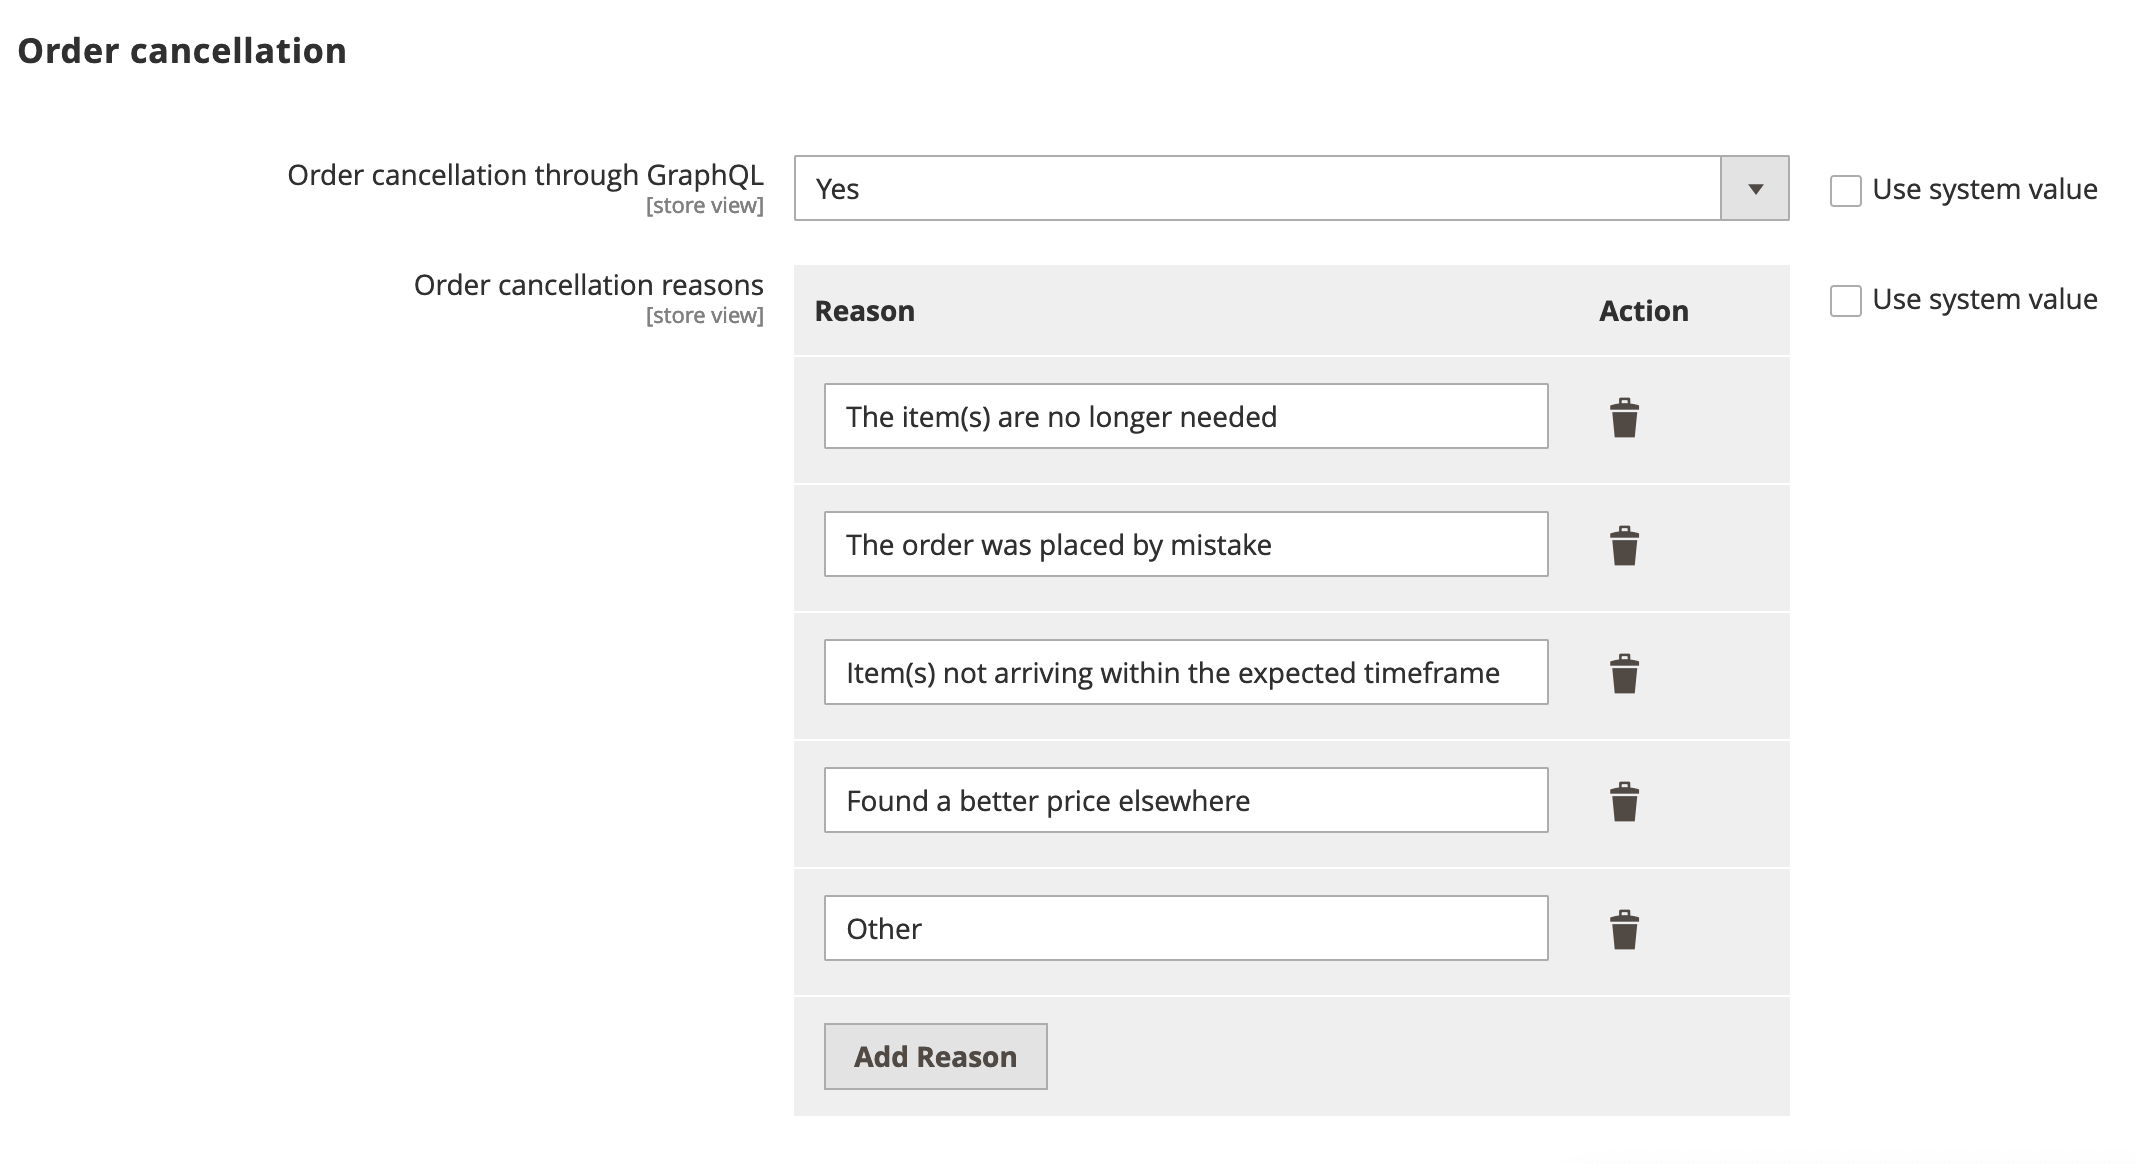 Order cancellation
Order cancellation through GraphQL
[store view]
Yes
Use system value
Order cancellation reasons
[store view]
Reason
Action
Use system value
The item(s) are no longer needed
The order was placed by mistake
Item(s) not arriving within the expected timeframe
Found a better price elsewhere
Other
Add Reason